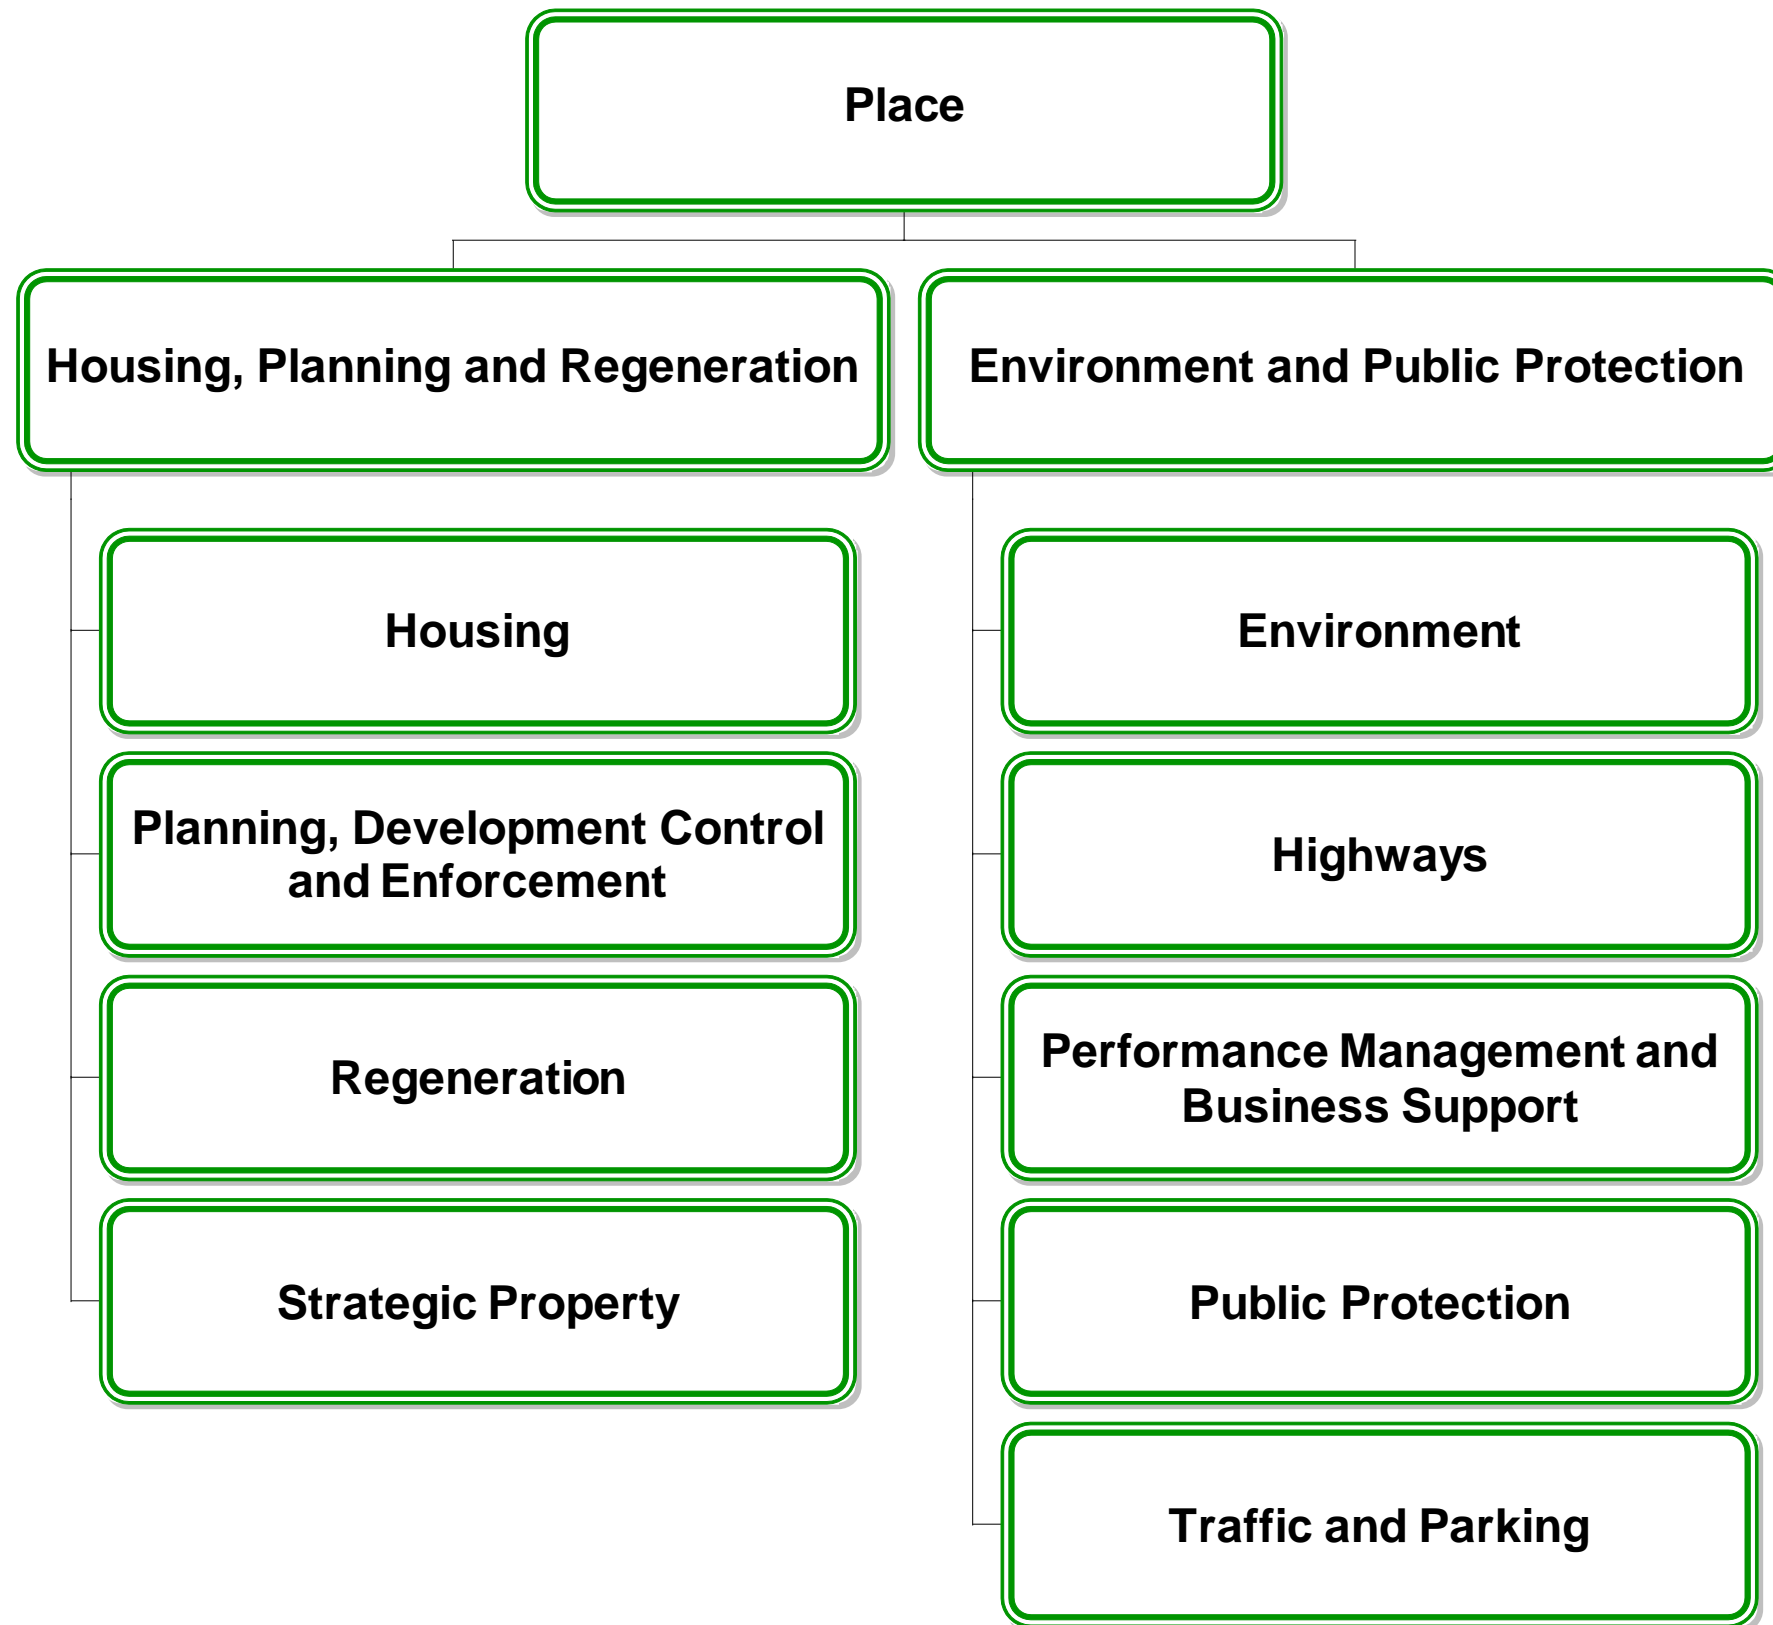 Place
Housing, Planning and Regeneration
Environment and Public Protection
Housing
Planning, Development Control
and Enforcement
Regeneration
Strategic Property
Environment
Highways
Performance Management and
Business Support
Public Protection
Traffic and Parking